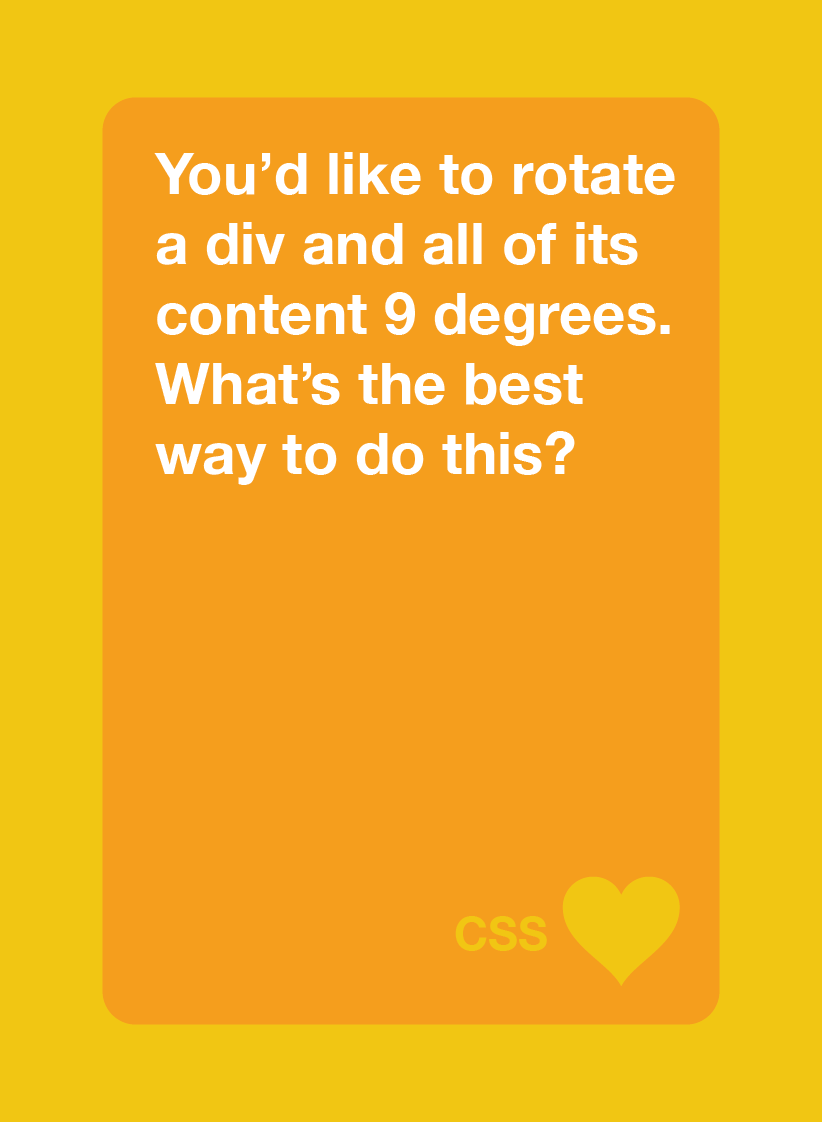 You’d like to rotate
a div and all of its
content 9 degrees.
What’s the best
way to do this?
CSS